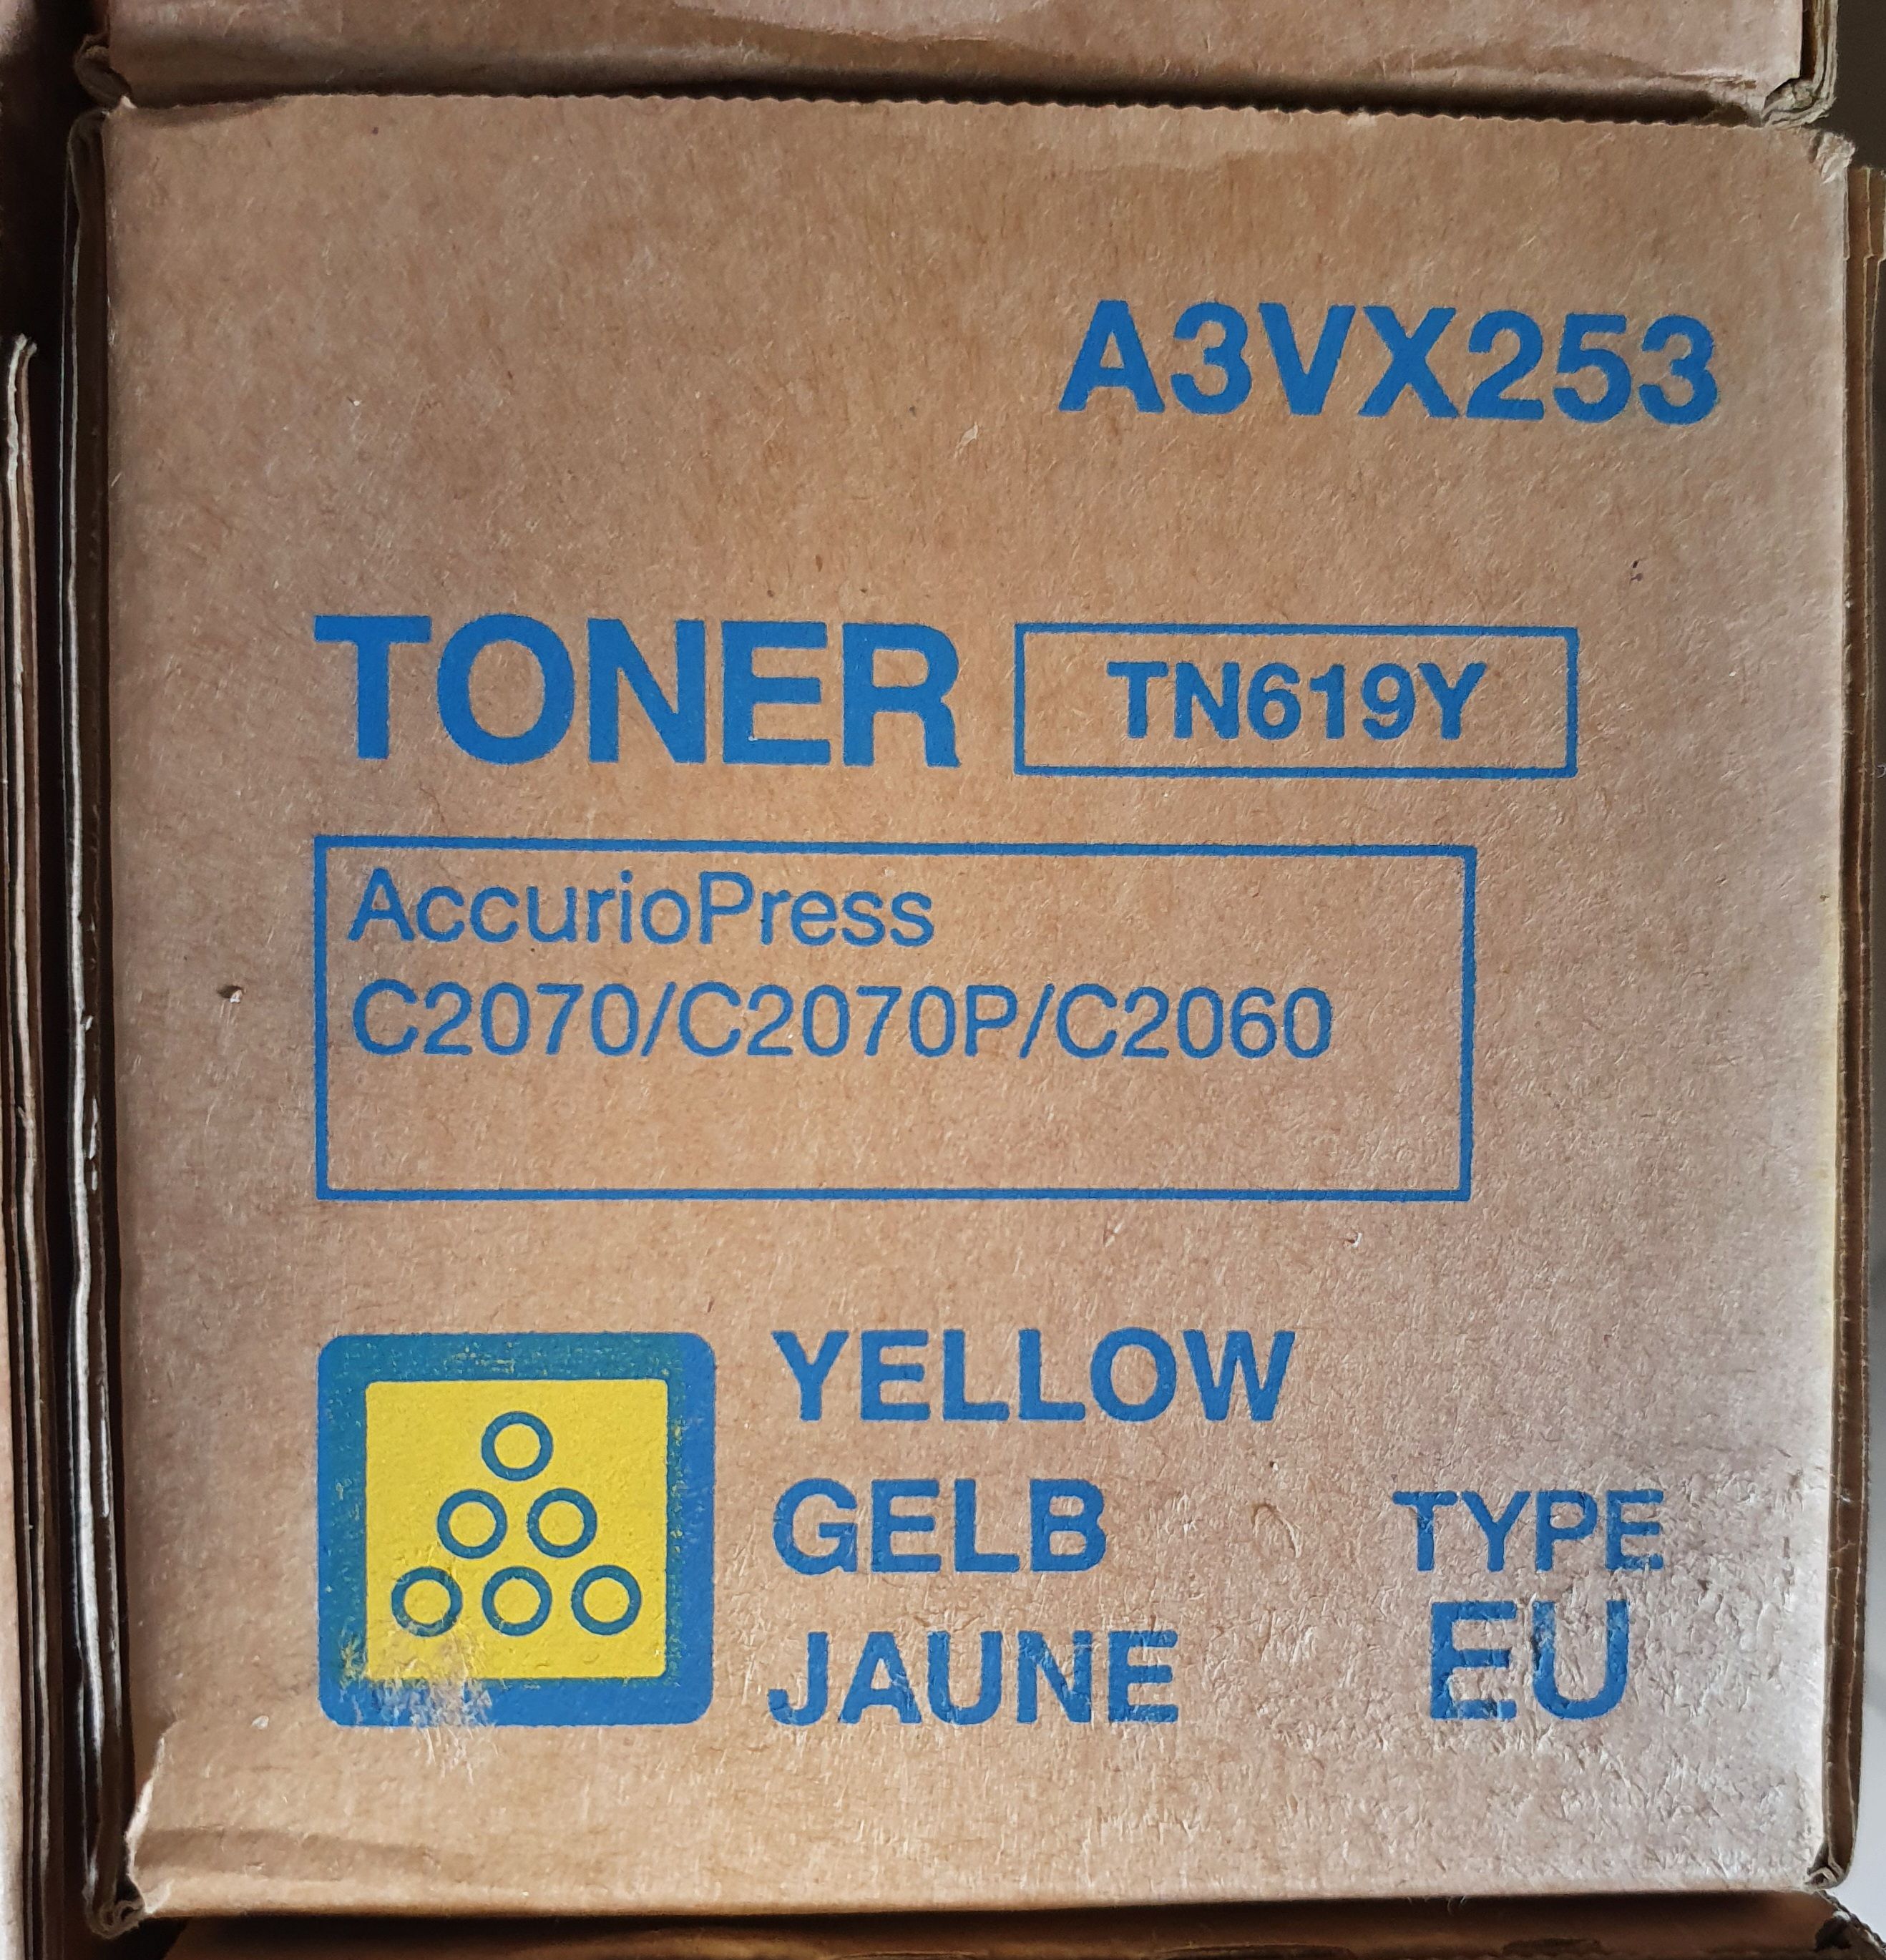 A3VX253
TONER TN619Y
AccurioPress
C2070/C2070P/C2060
YELLOW
GELB
JAUNE
TYPE
EU